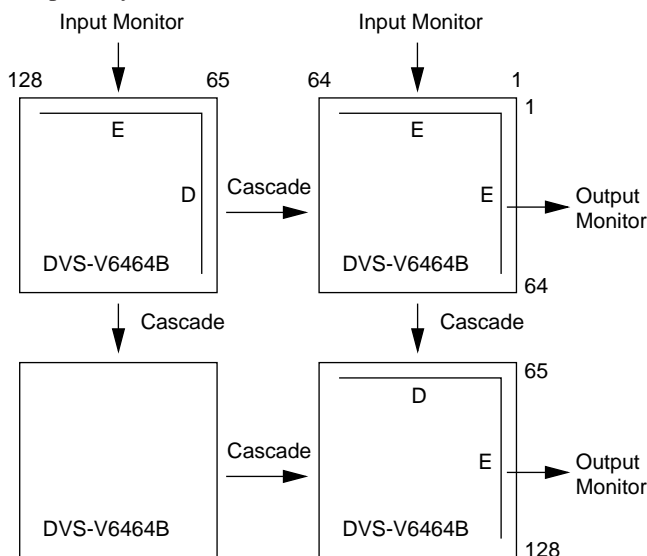 Input Monitor Input Monitor
128 65 64 1
1
E E
D Cascade E Output
Monitor
DVS-V6464B DVS-V6464B
64
Cascade Cascade
65
D
Cascade E Output
Monitor
DVS-V6464B DVS-V6464B
128